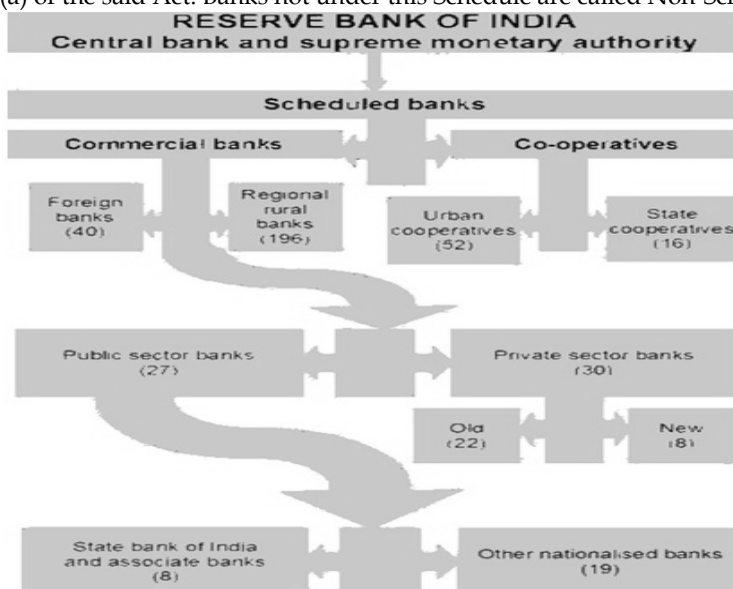 (a) of the said Act. Banks not under this Schedule are called Non-Sch
RESERVE BANK OF INDIA
Central bank and supreme monetary authority
Scheduled banks
Commercial banks
Co-operatives
Foreign
banks
(40)
Regional
rural
banks
(196)
Urban
cooperatives
(52)
State
cooperatives
(16)
Public sector banks
(27)
Private sector banks
(30)
Old
(22)
New
(8)
State bank of India
and associate banks
(8)
Other nationalised banks
(19)